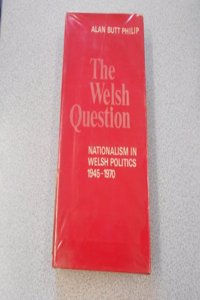 ALAN BUTT PHILIP
The
Welsh
Question
NATIONALISM IN
WELSH POLITICS
1945-1970